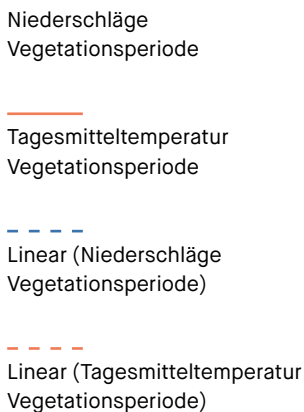 Niederschläge
Vegetationsperiode
Tagesmitteltemperatur
Vegetationsperiode
Linear (Niederschläge
Vegetationsperiode)
Linear (Tagesmitteltemperatur
Vegetationsperiode)